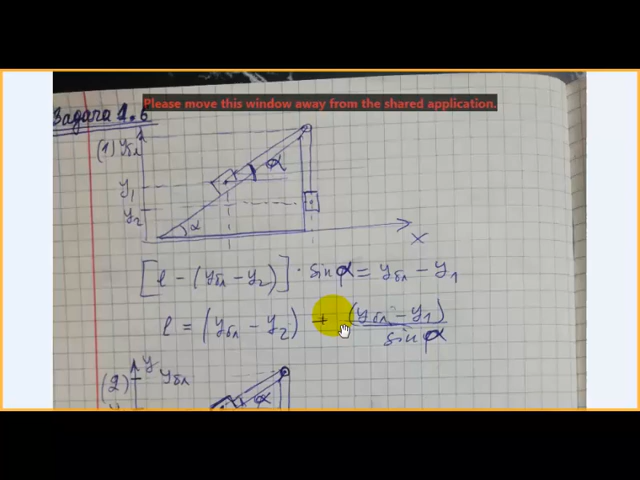 Please move this window away from the shared application.
Задача 1.6
(1) yбл
α
y1
y2
α
x
[l - (yбл - y2)] · sin α = yбл - y1
l = (yбл - y2) + (yбл - y1) / sin α
(2) y yбл
α